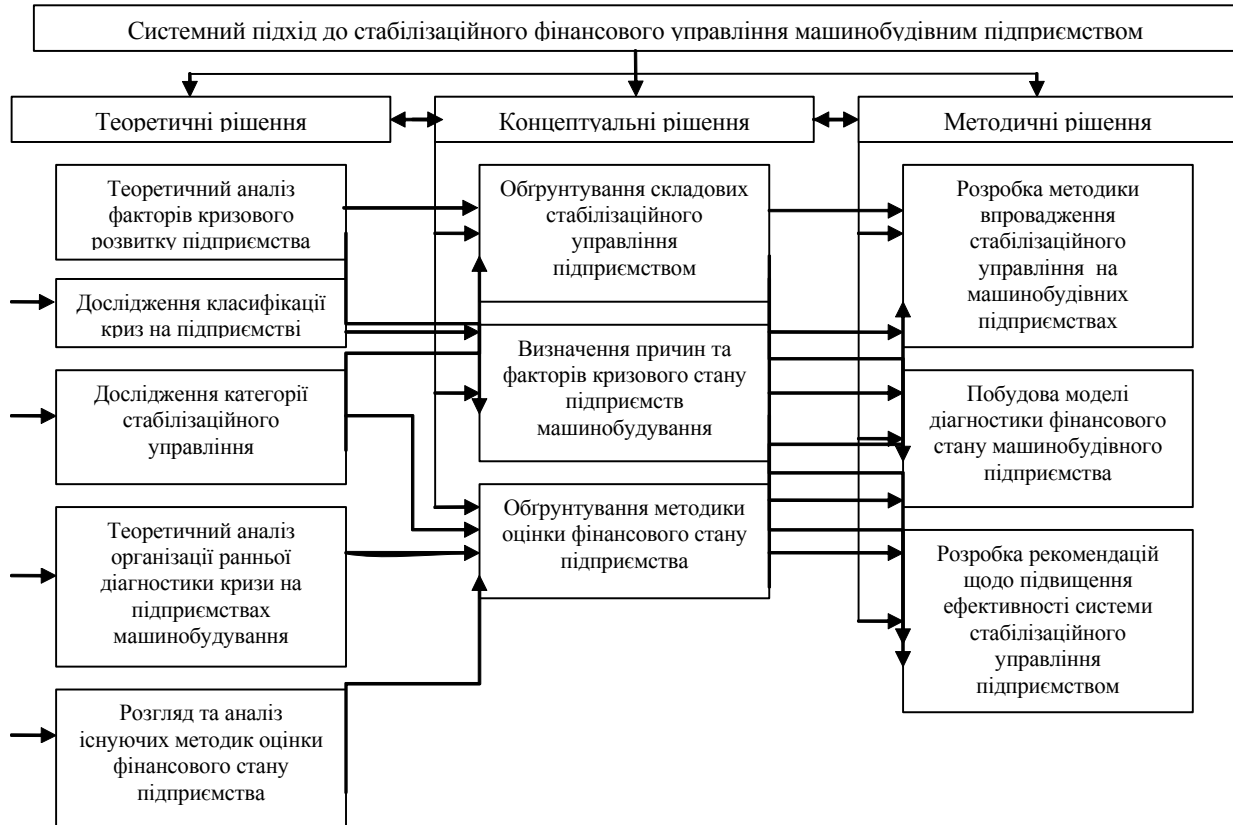 Системний підхід до стабілізаційного фінансового управління машинобудівним підприємством
Теоретичні рішення
Концептуальні рішення
Методичні рішення
Теоретичний аналіз
факторів кризового
розвитку підприємства
Дослідження класифікації
криз на підприємстві
Дослідження категорії
стабілізаційного
управління
Теоретичний аналіз
організації ранньої
діагностики кризи на
підприємствах
машинобудування
Розгляд та аналіз
існуючих методик оцінки
фінансового стану
підприємства
Обґрунтування складових
стабілізаційного
управління
підприємством
Визначення причин та
факторів кризового стану
підприємств
машинобудування
Обґрунтування методики
оцінки фінансового стану
підприємства
Розробка методики
впровадження
стабілізаційного
управління на
машинобудівних
підприємствах
Побудова моделі
діагностики фінансового
стану машинобудівного
підприємства
Розробка рекомендацій
щодо підвищення
ефективності системи
стабілізаційного
управління
підприємством